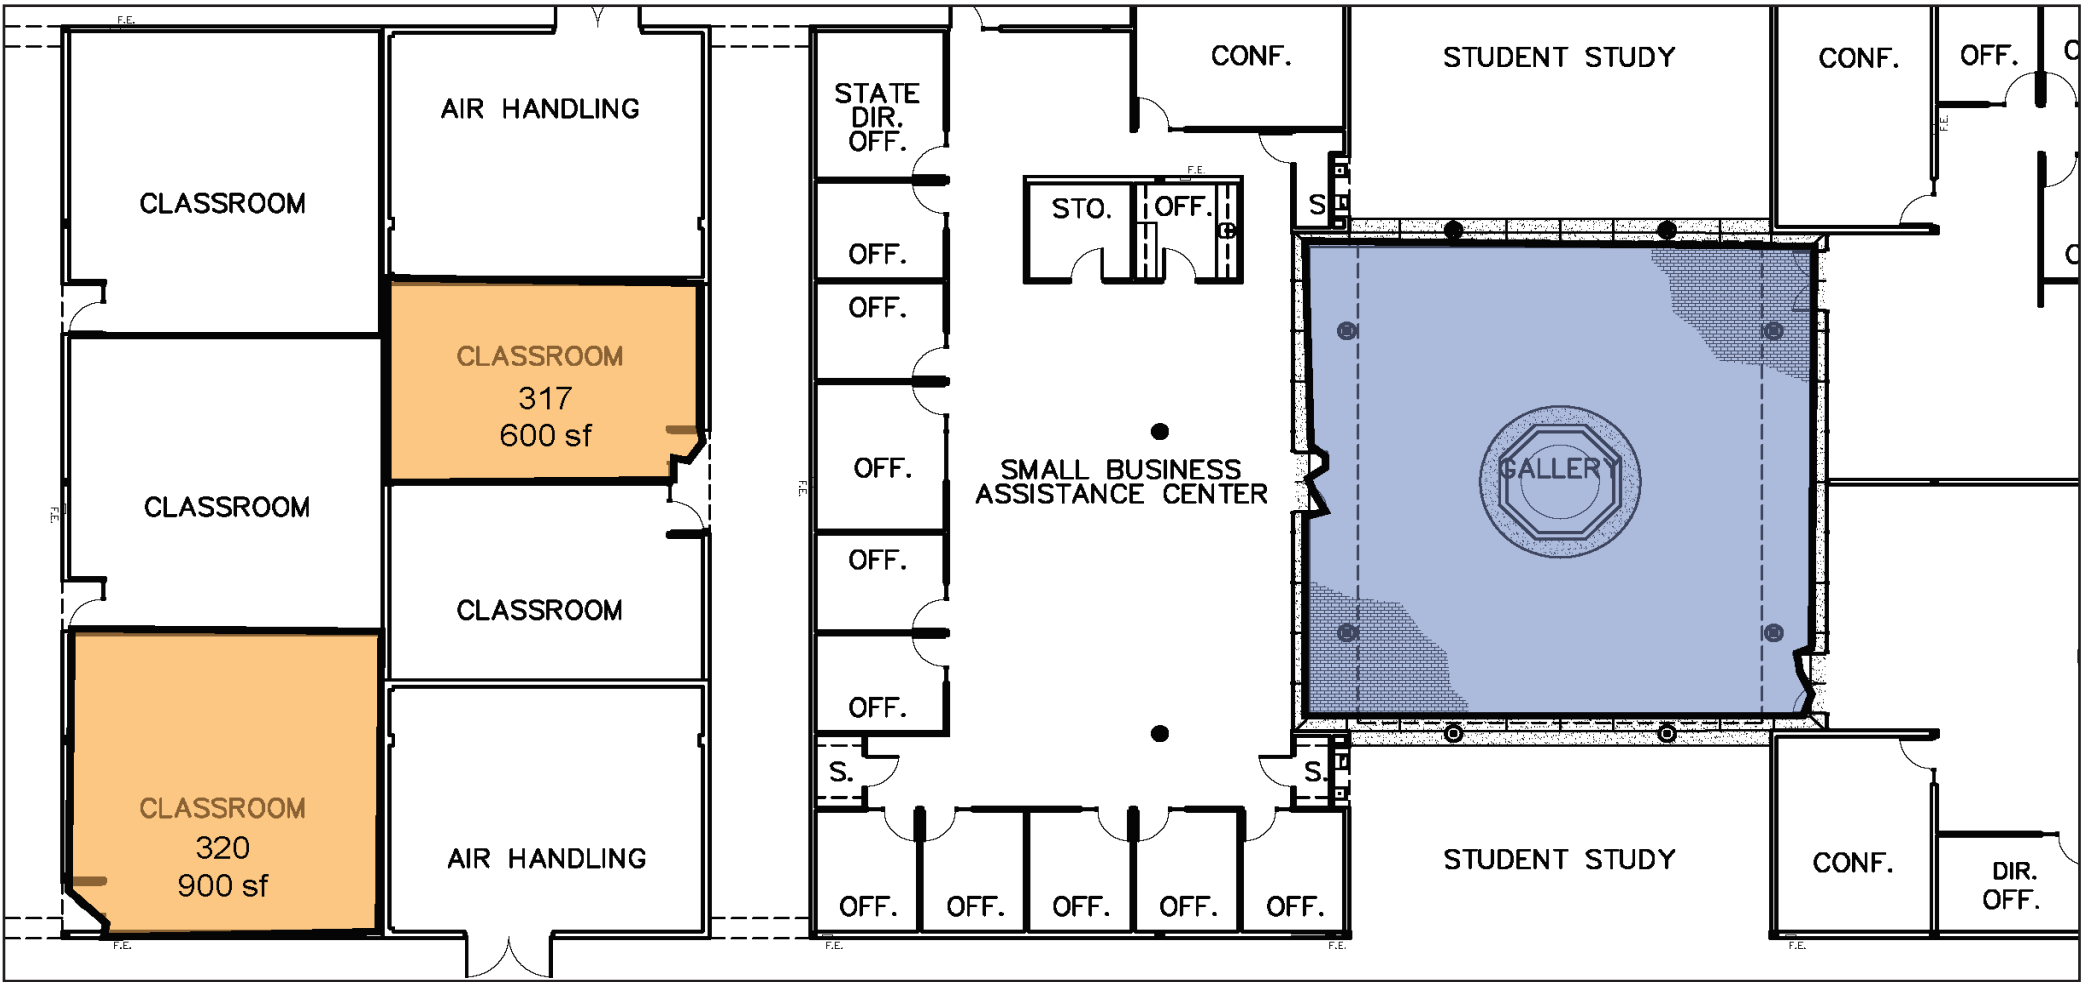 F.E.
CLASSROOM
AIR HANDLING
STATE
DIR.
OFF.
CONF.
STUDENT STUDY
CONF.
OFF.
F.E.
F.E.
STO.
OFF.
S
OFF.
OFF.
CLASSROOM
317
600 sf
CLASSROOM
F.E.
F.E.
OFF.
SMALL BUSINESS
ASSISTANCE CENTER
GALLERY
OFF.
CLASSROOM
OFF.
S.
S.
CLASSROOM
320
900 sf
AIR HANDLING
STUDENT STUDY
CONF.
DIR.
OFF.
OFF.
OFF.
OFF.
OFF.
OFF.
F.E.
F.E.
F.E.
F.E.